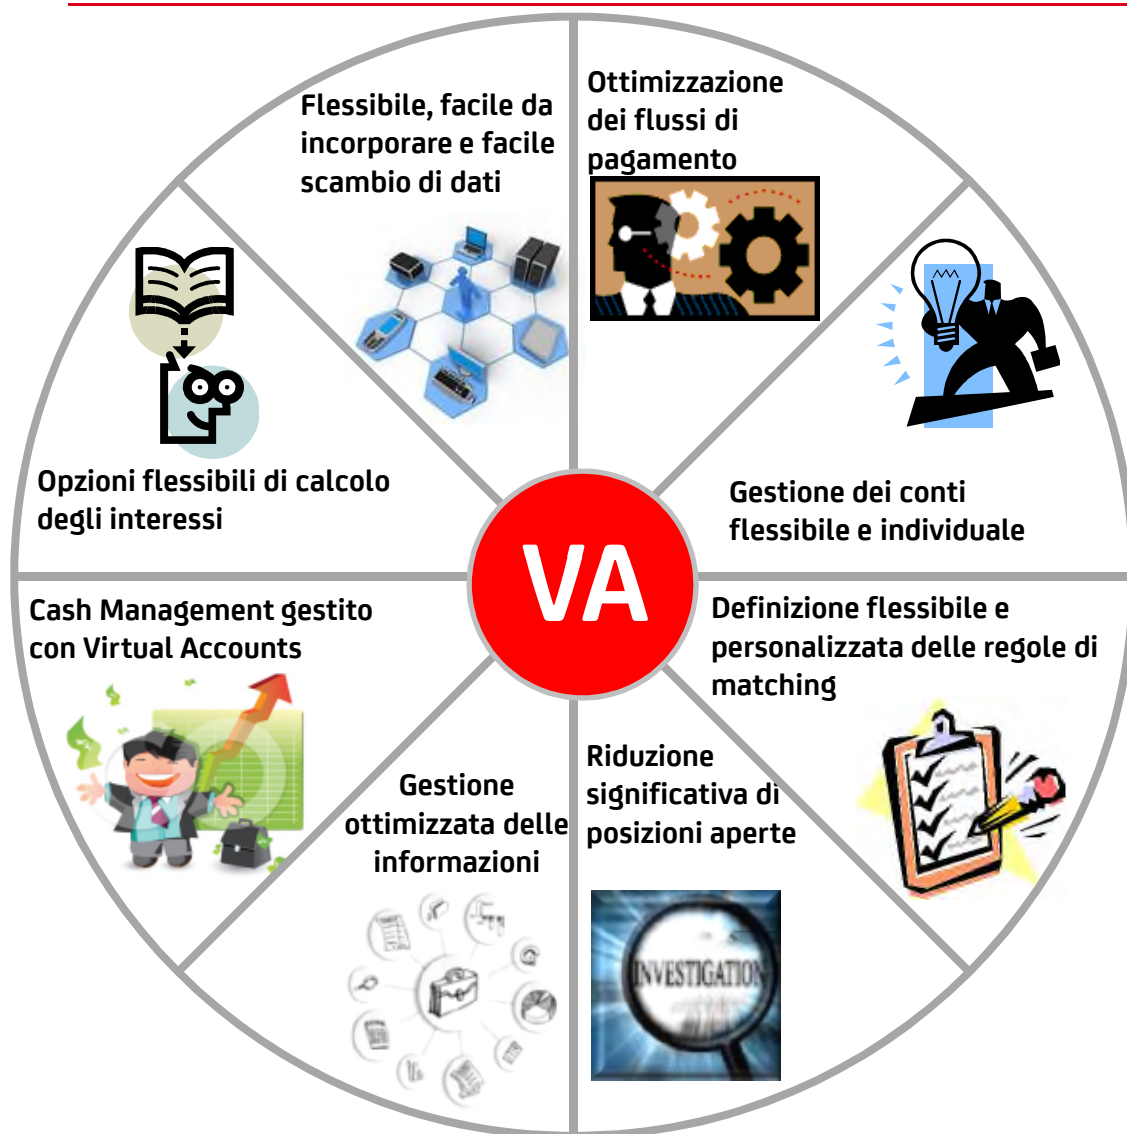 Flessibile, facile da
incorporare e facile
scambio di dati
Ottimizzazione
dei flussi di
pagamento
Opzioni flessibili di calcolo
degli interessi
Gestione dei conti
flessibile e individuale
VA
Cash Management gestito
con Virtual Accounts
Definizione flessibile e
personalizzata delle regole di
matching
Gestione
ottimizzata delle
informazioni
Riduzione
significativa di
posizioni aperte
INVESTIGATION